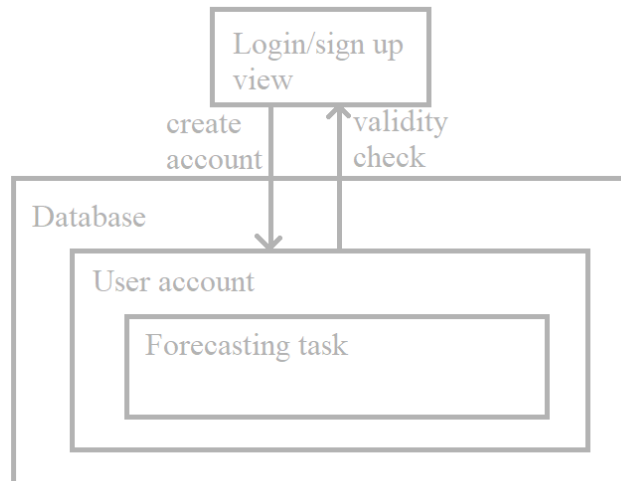 Login/sign up
view
create
account
validity
check
Database
User account
Forecasting task